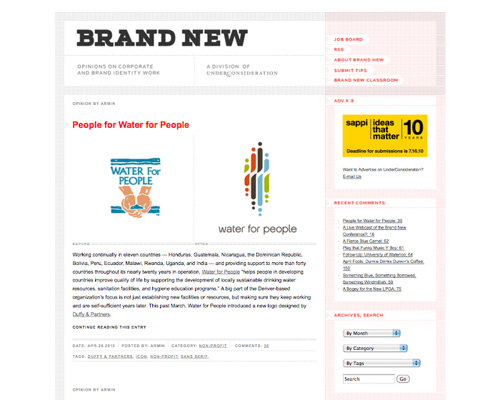 BRAND NEW
OPINIONS ON CORPORATE
AND BRAND IDENTITY WORK
A DIVISION OF
UNDERCONSIDERATION
JOB BOARD
RSS
ABOUT BRAND NEW
SUBMIT TIPS
BRAND NEW CLASSROOM
OPINION BY ARMIN
People for Water for People
WATER For
PEOPLE
water for people
BEFORE
AFTER
Working continually in eleven countries — Honduras, Guatemala, Nicaragua, the Dominican Republic,
Bolivia, Peru, Ecuador, Malawi, Rwanda, Uganda, and India — and providing support to more than forty
countries throughout its nearly twenty years in operation, Water for People "helps people in developing
countries improve quality of life by supporting the development of locally sustainable drinking water
resources, sanitation facilities, and hygiene education programs." A big part of the Denver-based
organization's focus is not just establishing new facilities or resources, but making sure they keep working
and are self-sufficient years later. This past March, Water for People introduced a new logo designed by
Duffy & Partners.
CONTINUE READING THIS ENTRY
DATE: APR.26.2010 POSTED BY: ARMIN CATEGORY: NON-PROFIT COMMENTS: 50
TAGS: DUFFY & PARTNERS, ICON, NON-PROFIT, SANS SERIF,
OPINION BY ARMIN
ADV
sappi ideas
that
matter
10
YEARS
Deadline for submissions is 7.16.10
Want to Advertise on UnderConsideration?
E-mail Us
RECENT COMMENTS
People for Water for People, 50
A Live Webcast of the Brand New
Conference?, 16
A Fierce Blue Camel, 62
Play that Funky Music Y Boy, 61
Follow-Up: University of Waterloo, 64
April Fools: Dunkie Drinks Duncin's Coffee,
Something Blue, Something Borrowed,
Something Windmillish, 59
A Bogey for the New LPGA, 75
ARCHIVES, SEARCH
By Month
By Category
By Tags
Search
Go